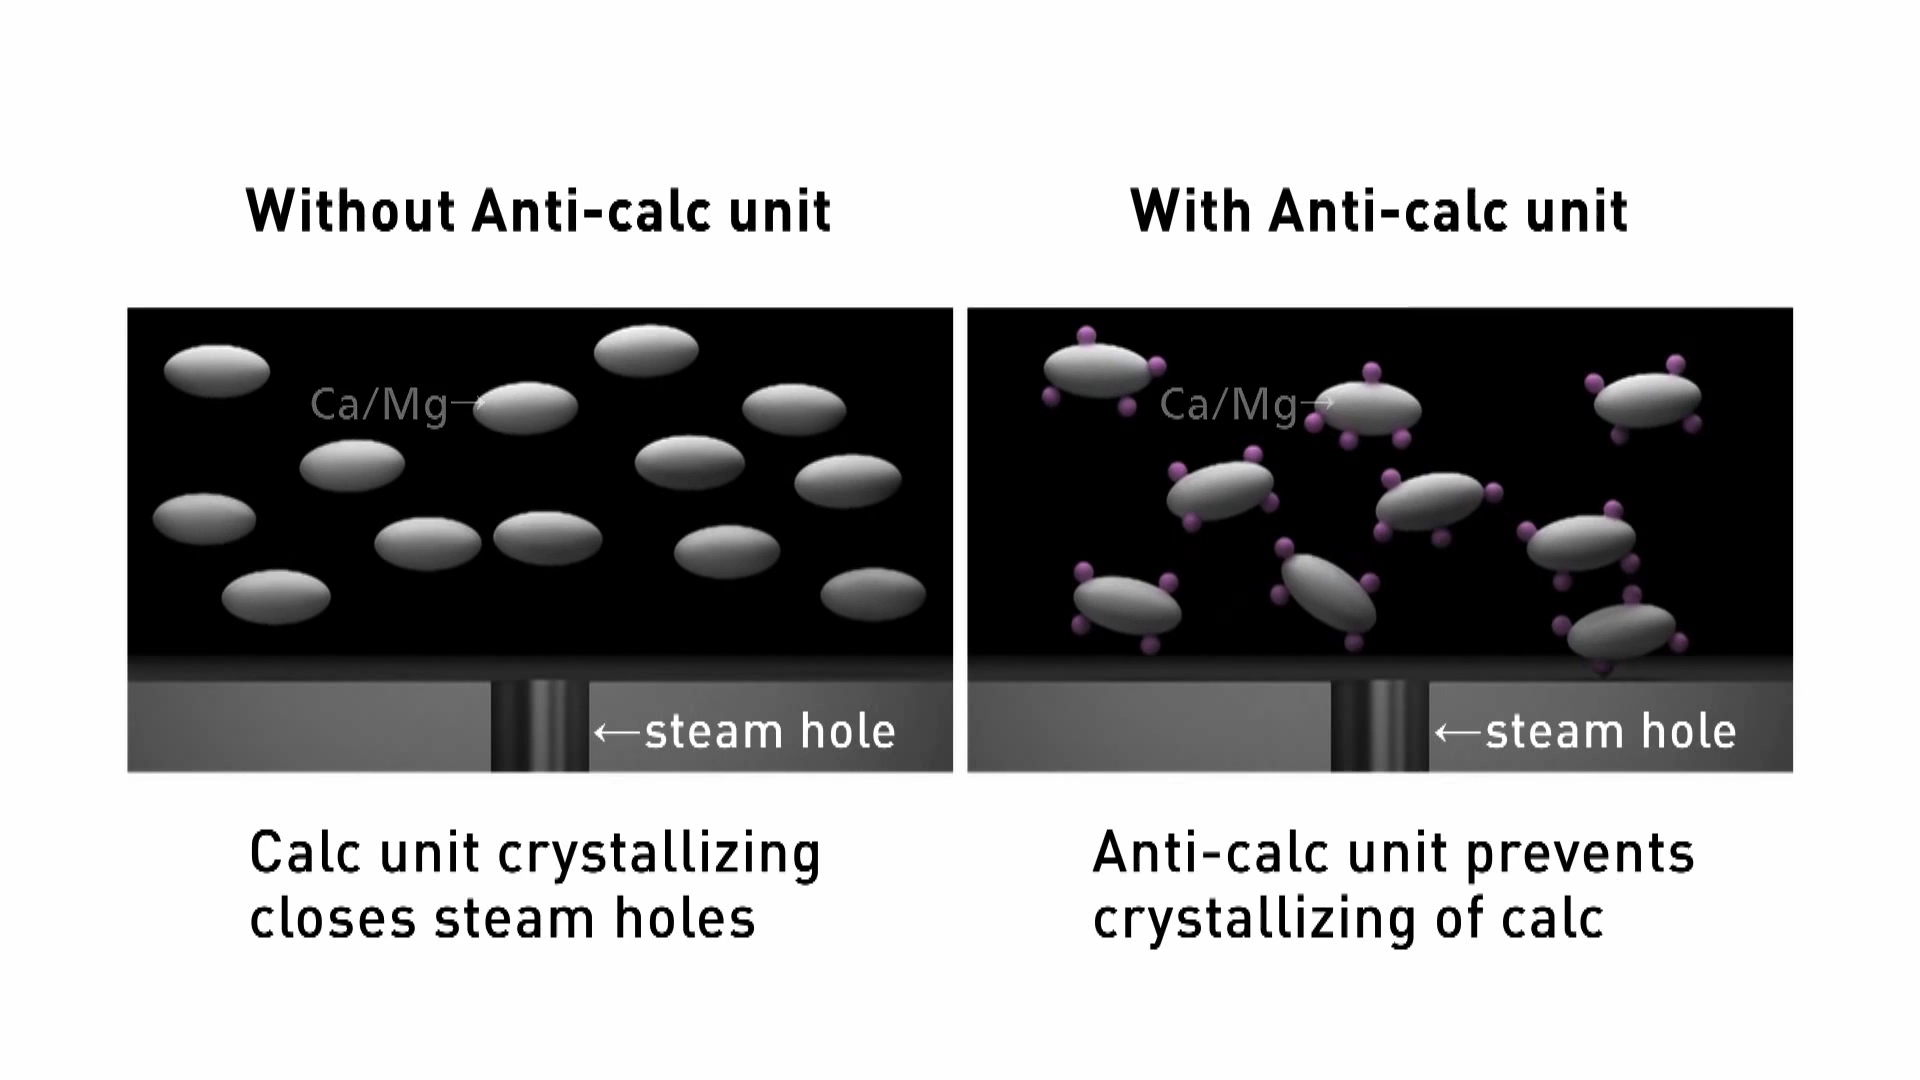 Without Anti-calc unit
With Anti-calc unit
Ca/Mg→
Ca/Mg→
←steam hole
←steam hole
Calc unit crystallizing
closes steam holes
Anti-calc unit prevents
crystallizing of calc